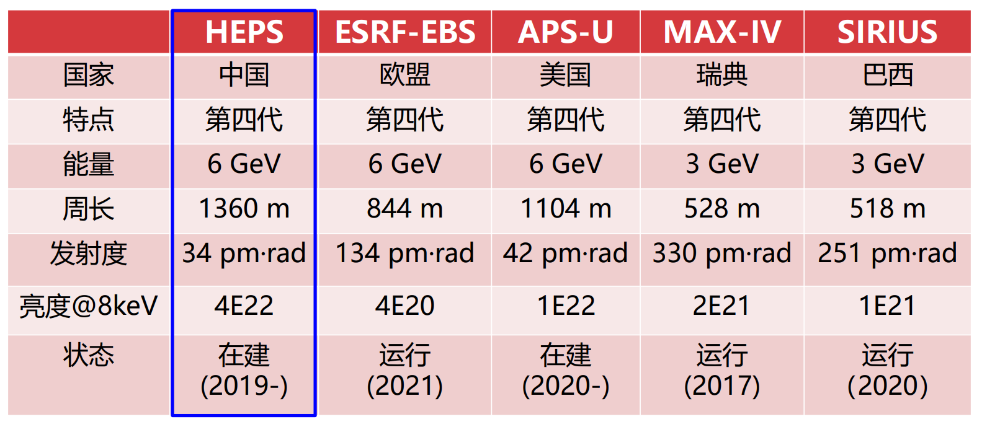 HEPS ESRF-EBS APS-U MAX-IV SIRIUS
国家 中国 欧盟 美国 瑞典 巴西
特点 第四代 第四代 第四代 第四代 第四代
能量 6 GeV 6 GeV 6 GeV 3 GeV 3 GeV
周长 1360 m 844 m 1104 m 528 m 518 m
发射度 34 pm·rad 134 pm·rad 42 pm·rad 330 pm·rad 251 pm·rad
亮度@8keV 4E22 4E20 1E22 2E21 1E21
状态 在建 运行 在建 运行 运行
(2019-) (2021) (2020-) (2017) (2020)